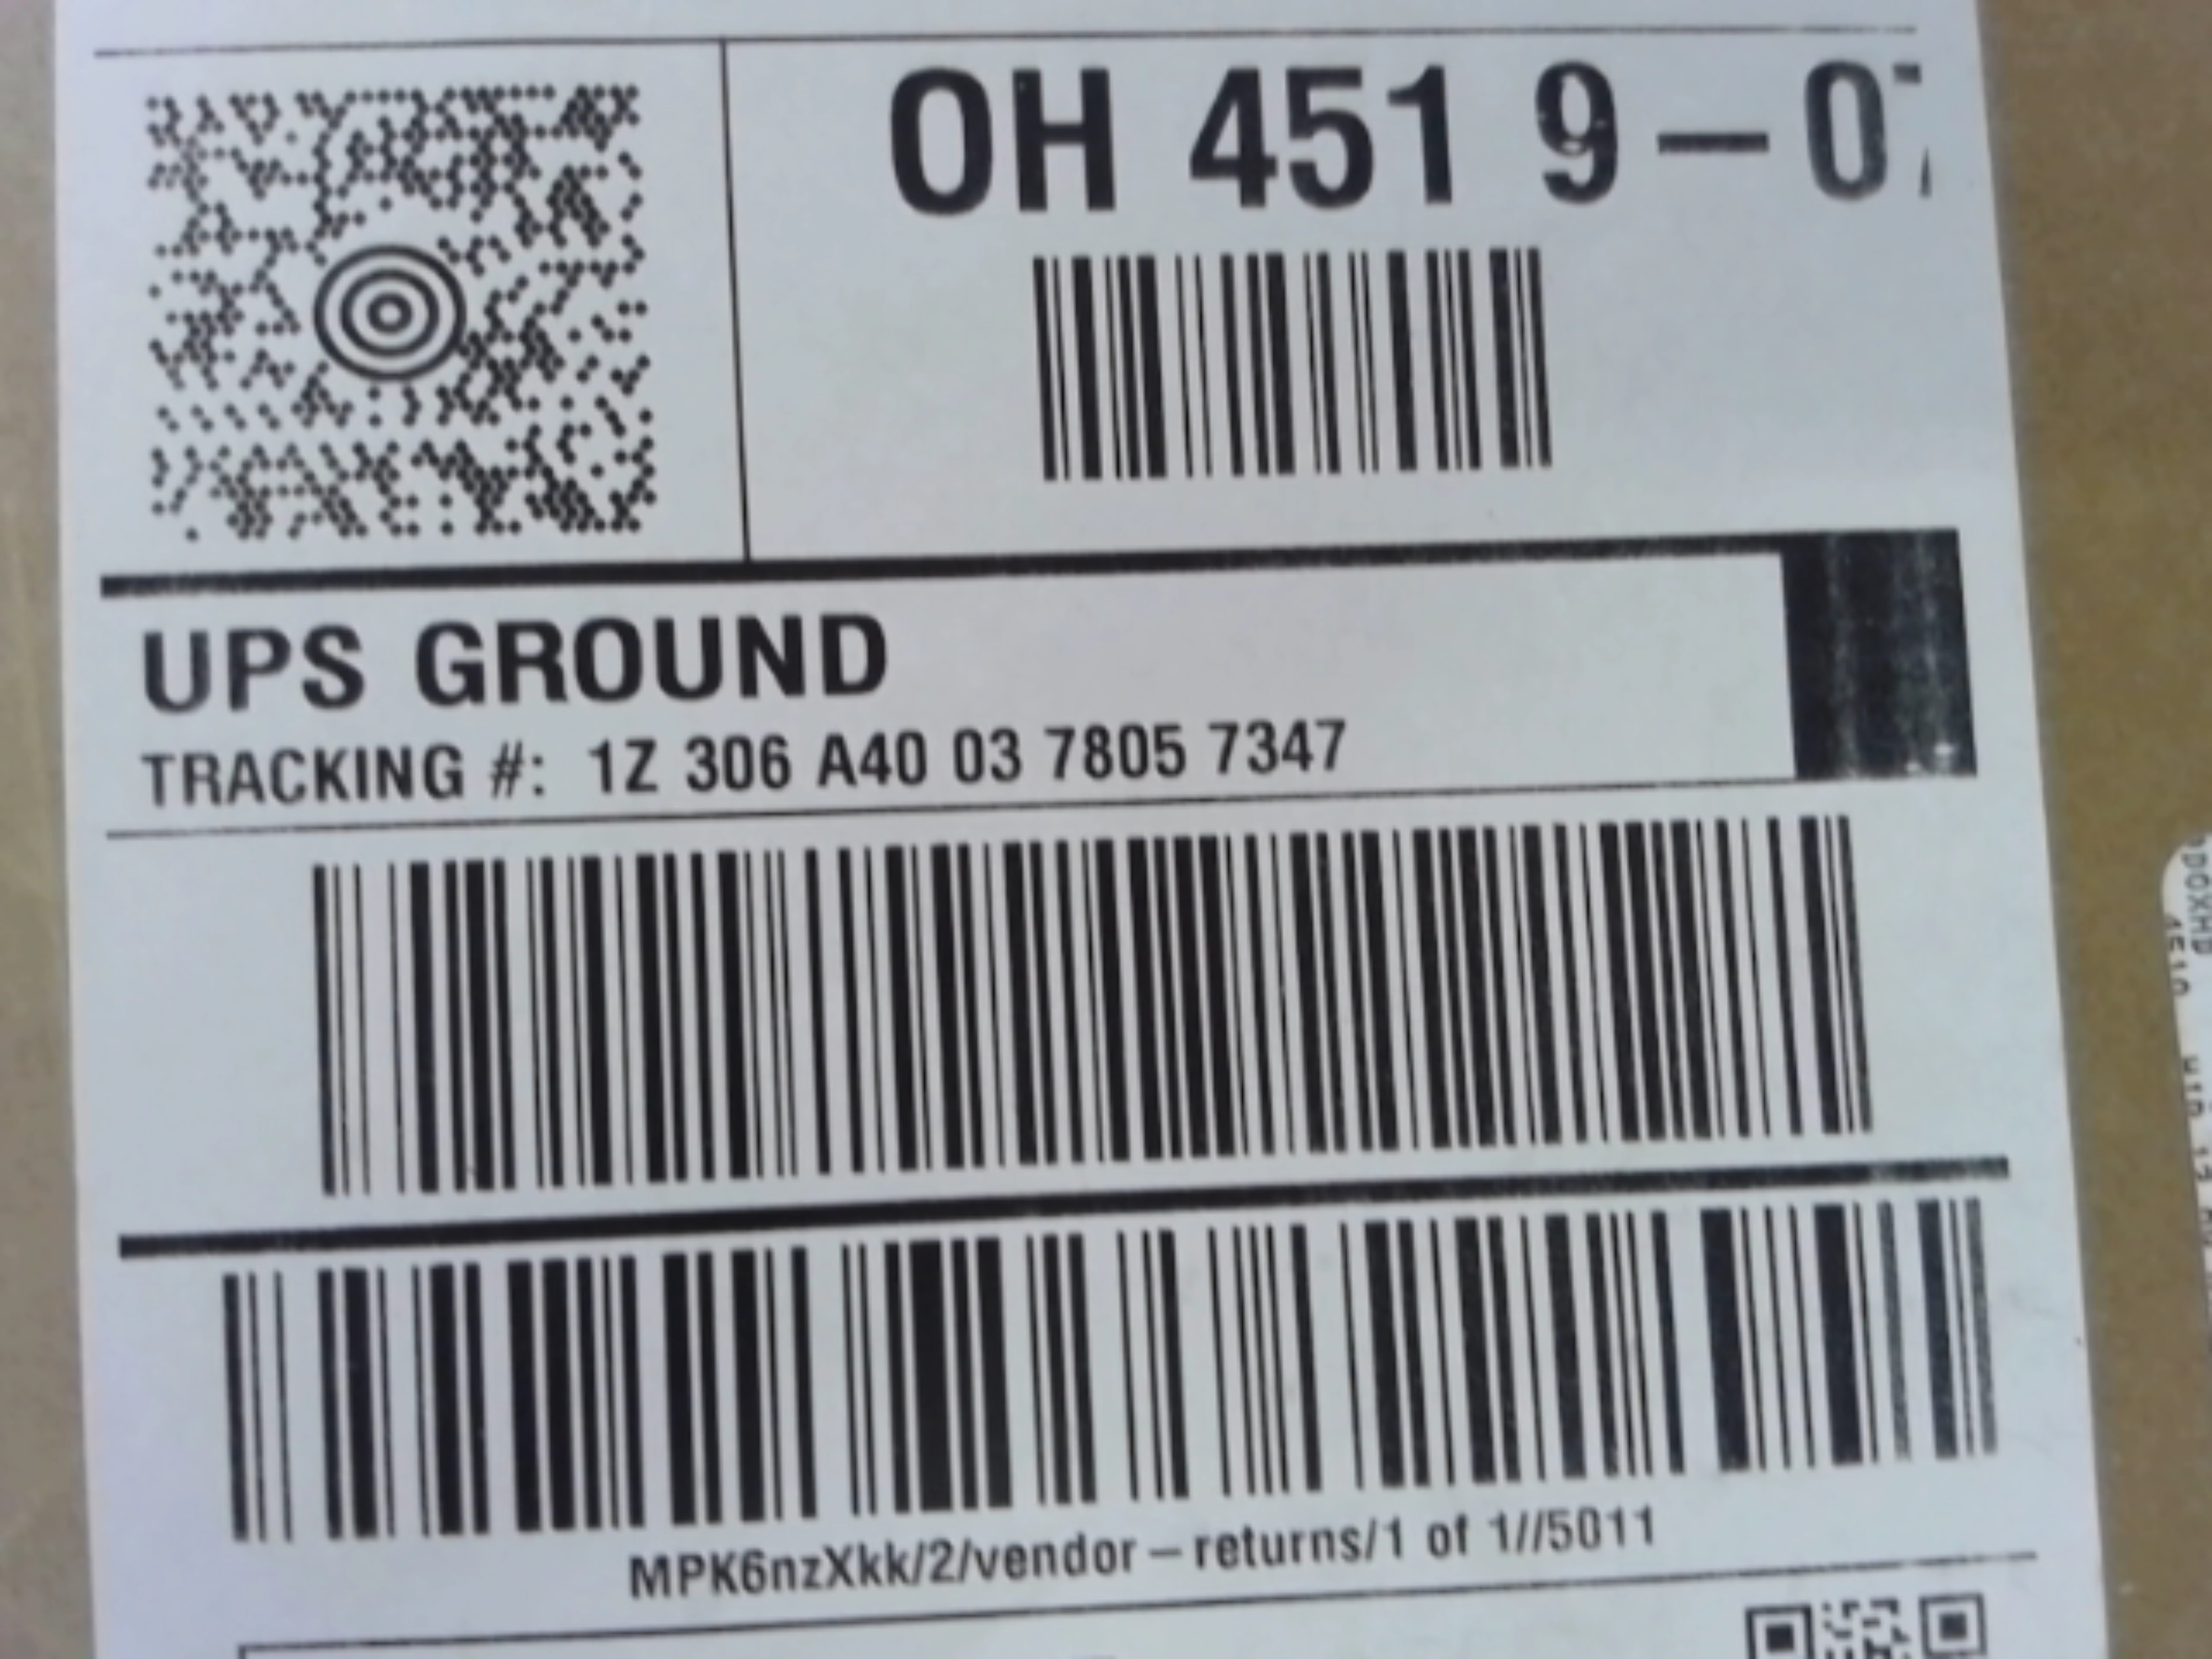 OH 451 9-0
UPS GROUND
TRACKING #: 1Z 306 A40 03 7805 7347
MPK6nzXkk/2/vendor-returns/1 of 1//5011